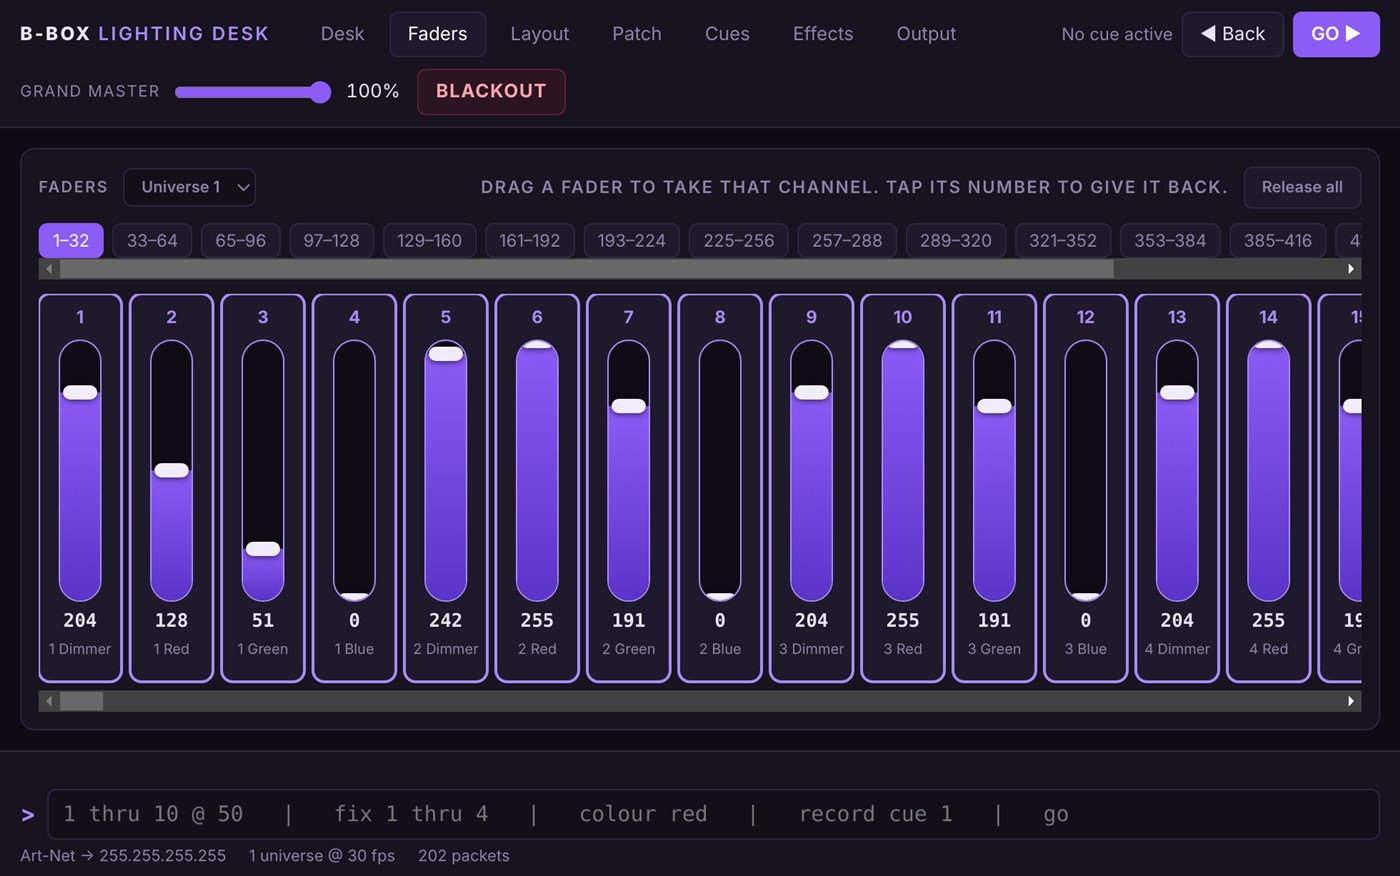 B-BOX LIGHTING DESK Desk Faders Layout Patch Cues Effects Output No cue active ◀ Back GO ▶
GRAND MASTER 100% BLACKOUT
FADERS Universe 1 DRAG A FADER TO TAKE THAT CHANNEL. TAP ITS NUMBER TO GIVE IT BACK. Release all
1–32 33–64 65–96 97–128 129–160 161–192 193–224 225–256 257–288 289–320 321–352 353–384 385–416
1 2 3 4 5 6 7 8 9 10 11 12 13 14
204 128 51 0 242 255 191 0 204 255 191 0 204 255
1 Dimmer 1 Red 1 Green 1 Blue 2 Dimmer 2 Red 2 Green 2 Blue 3 Dimmer 3 Red 3 Green 3 Blue 4 Dimmer 4 Red 4 Gr
> 1 thru 10 @ 50 | fix 1 thru 4 | colour red | record cue 1 | go
Art-Net → 255.255.255.255 1 universe @ 30 fps 202 packets